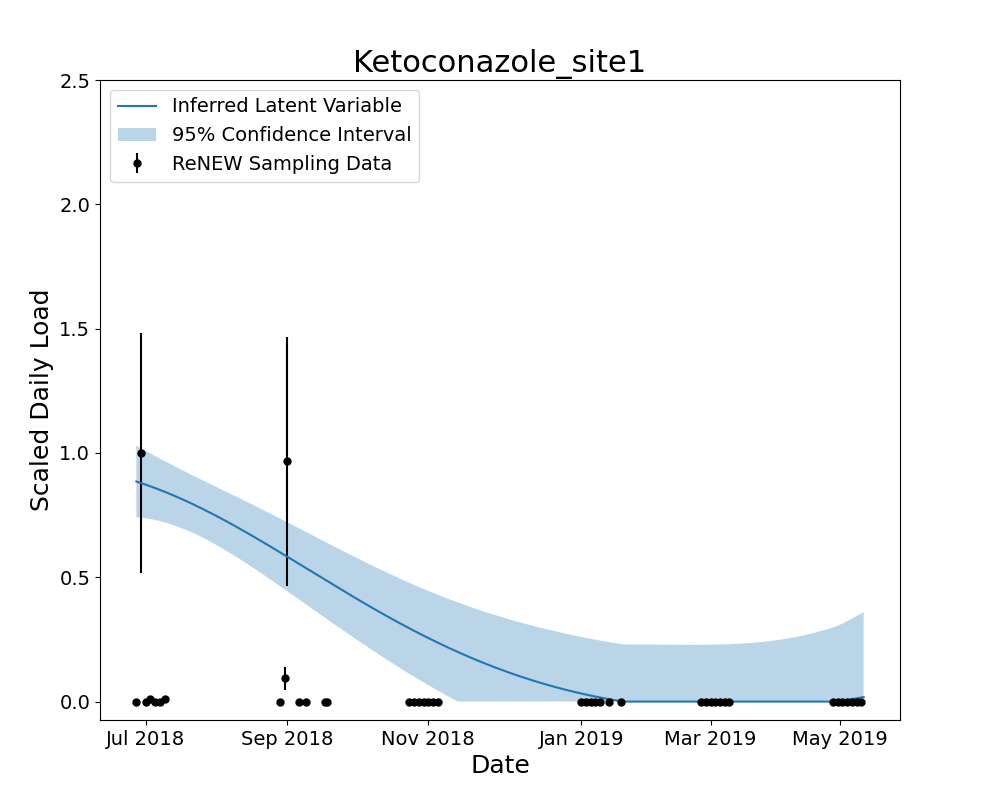 Ketoconazole_site1
Inferred Latent Variable
95% Confidence Interval
ReNEW Sampling Data
Scaled Daily Load
2.5
2.0
1.5
1.0
0.5
0.0
Jul 2018 Sep 2018 Nov 2018 Jan 2019 Mar 2019 May 2019
Date